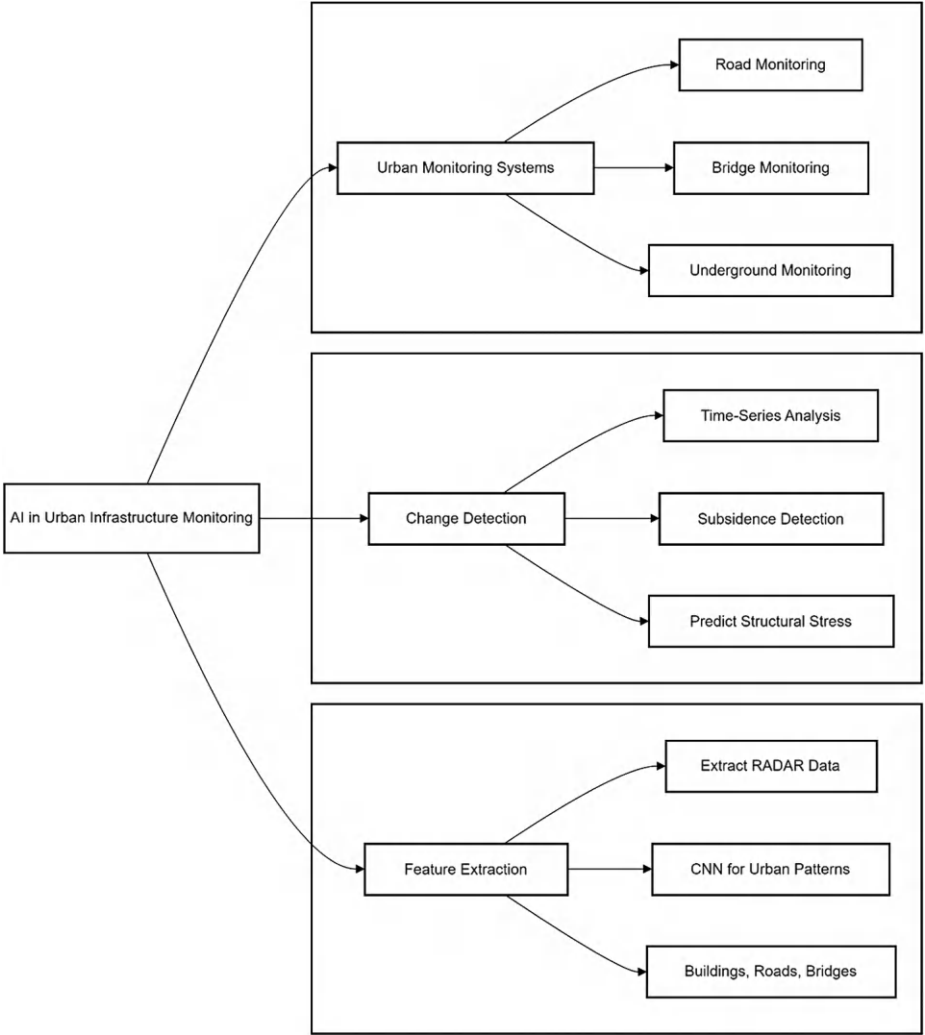 Road Monitoring
Urban Monitoring Systems
Bridge Monitoring
Underground Monitoring
Time-Series Analysis
AI in Urban Infrastructure Monitoring
Change Detection
Subsidence Detection
Predict Structural Stress
Extract RADAR Data
Feature Extraction
CNN for Urban Patterns
Buildings, Roads, Bridges